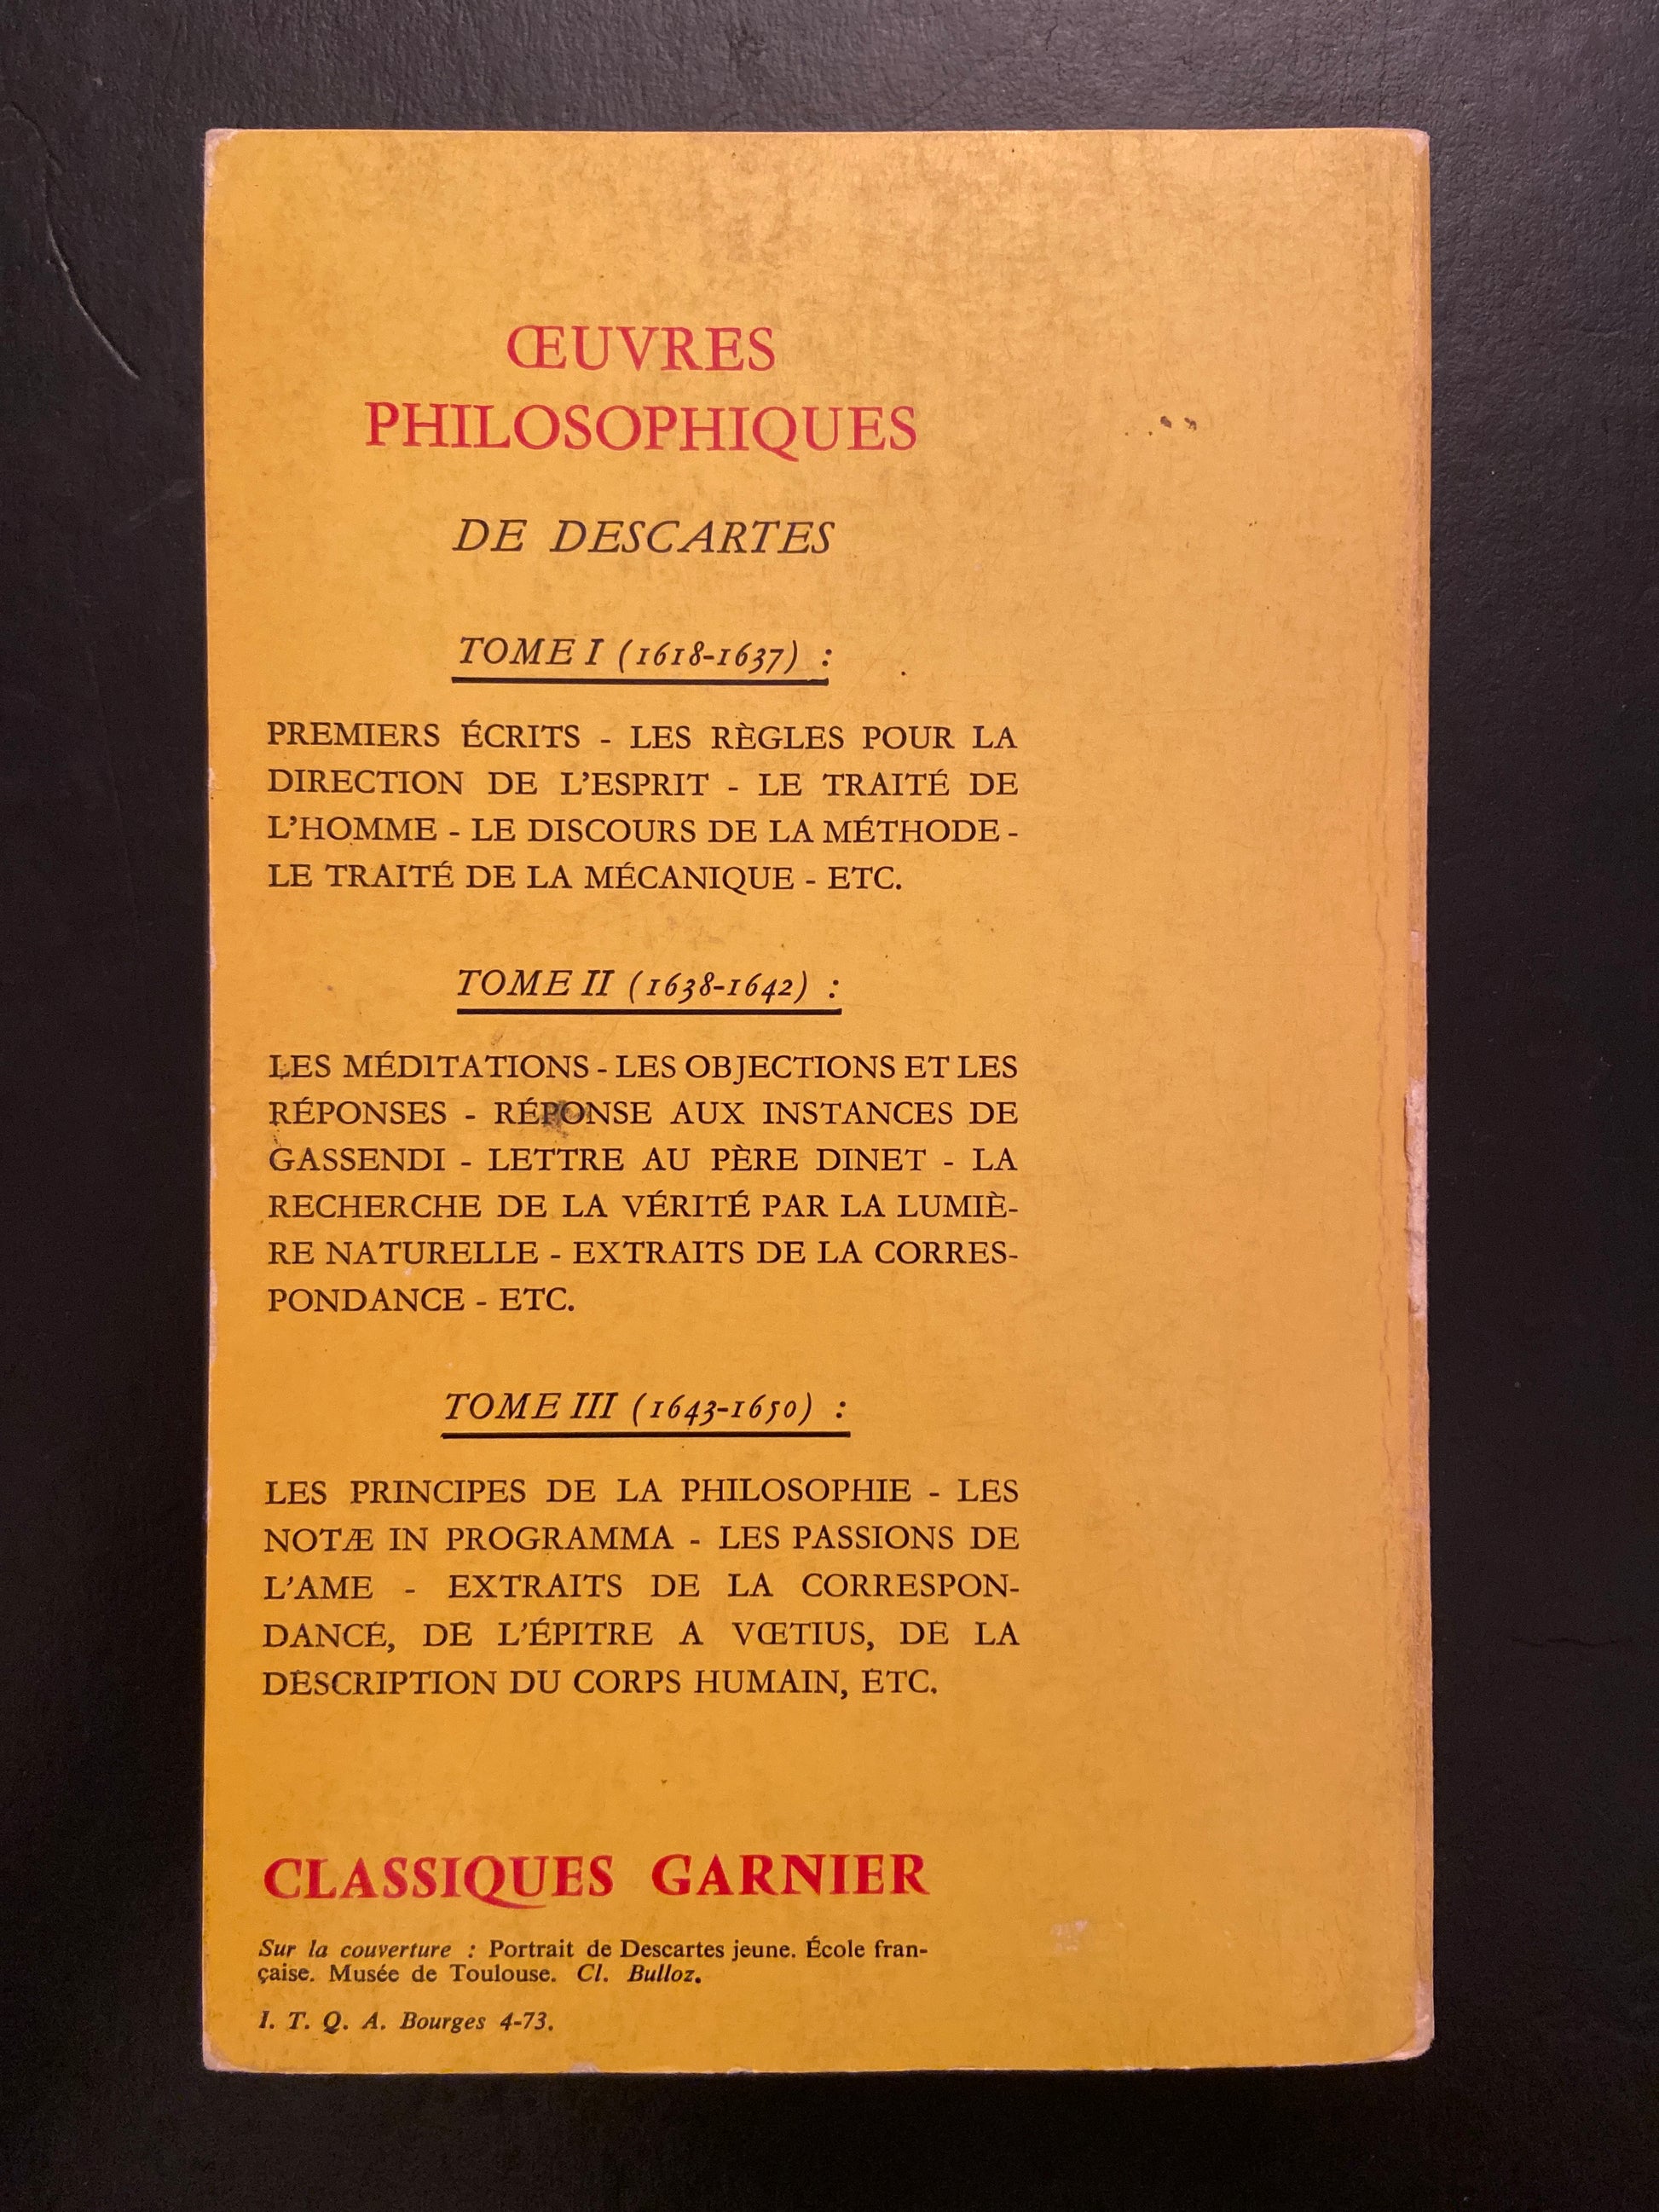 ŒUVRES
PHILOSOPHIQUES
DE DESCARTES
TOME I (1618-1637) :
PREMIERS ÉCRITS - LES RÈGLES POUR LA
DIRECTION DE L'ESPRIT - LE TRAITÉ DE
L'HOMME - LE DISCOURS DE LA MÉTHODE -
LE TRAITÉ DE LA MÉCANIQUE - ETC.
TOME II (1638-1642) :
LES MÉDITATIONS - LES OBJECTIONS ET LES
RÉPONSES - RÉPONSE AUX INSTANCES DE
GASSENDI - LETTRE AU PÈRE DINET - LA
RECHERCHE DE LA VÉRITÉ PAR LA LUMIÈ-
RE NATURELLE - EXTRAITS DE LA CORRES-
PONDANCE - ETC.
TOME III (1643-1650) :
LES PRINCIPES DE LA PHILOSOPHIE - LES
NOTÆ IN PROGRAMMA - LES PASSIONS DE
L'AME - EXTRAITS DE LA CORRESPON-
DANCE, DE L'ÉPITRE A VŒTIUS, DE LA
DESCRIPTION DU CORPS HUMAIN, ETC.
CLASSIQUES GARNIER
Sur la couverture : Portrait de Descartes jeune. École fran-
çaise. Musée de Toulouse. Cl. Bulloz.
I. T. Q. A. Bourges 4-73.